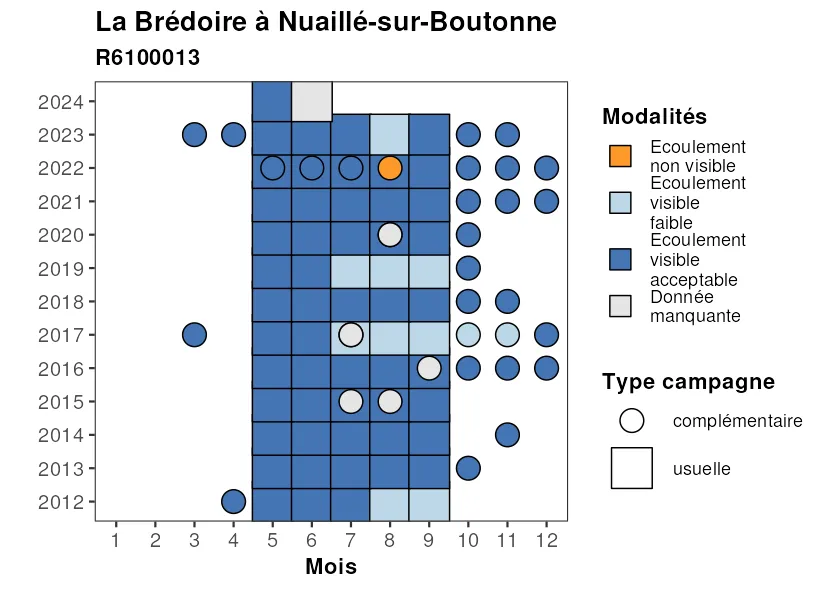 La Brédoire à Nuaillé-sur-Boutonne
R6100013
2024
2023
2022
2021
2020
2019
2018
2017
2016
2015
2014
2013
2012
1 2 3 4 5 6 7 8 9 10 11 12
Mois
Modalités
Ecoulement
non visible
Ecoulement
visible
faible
Ecoulement
visible
acceptable
Donnée
manquante
Type campagne
complémentaire
usuelle